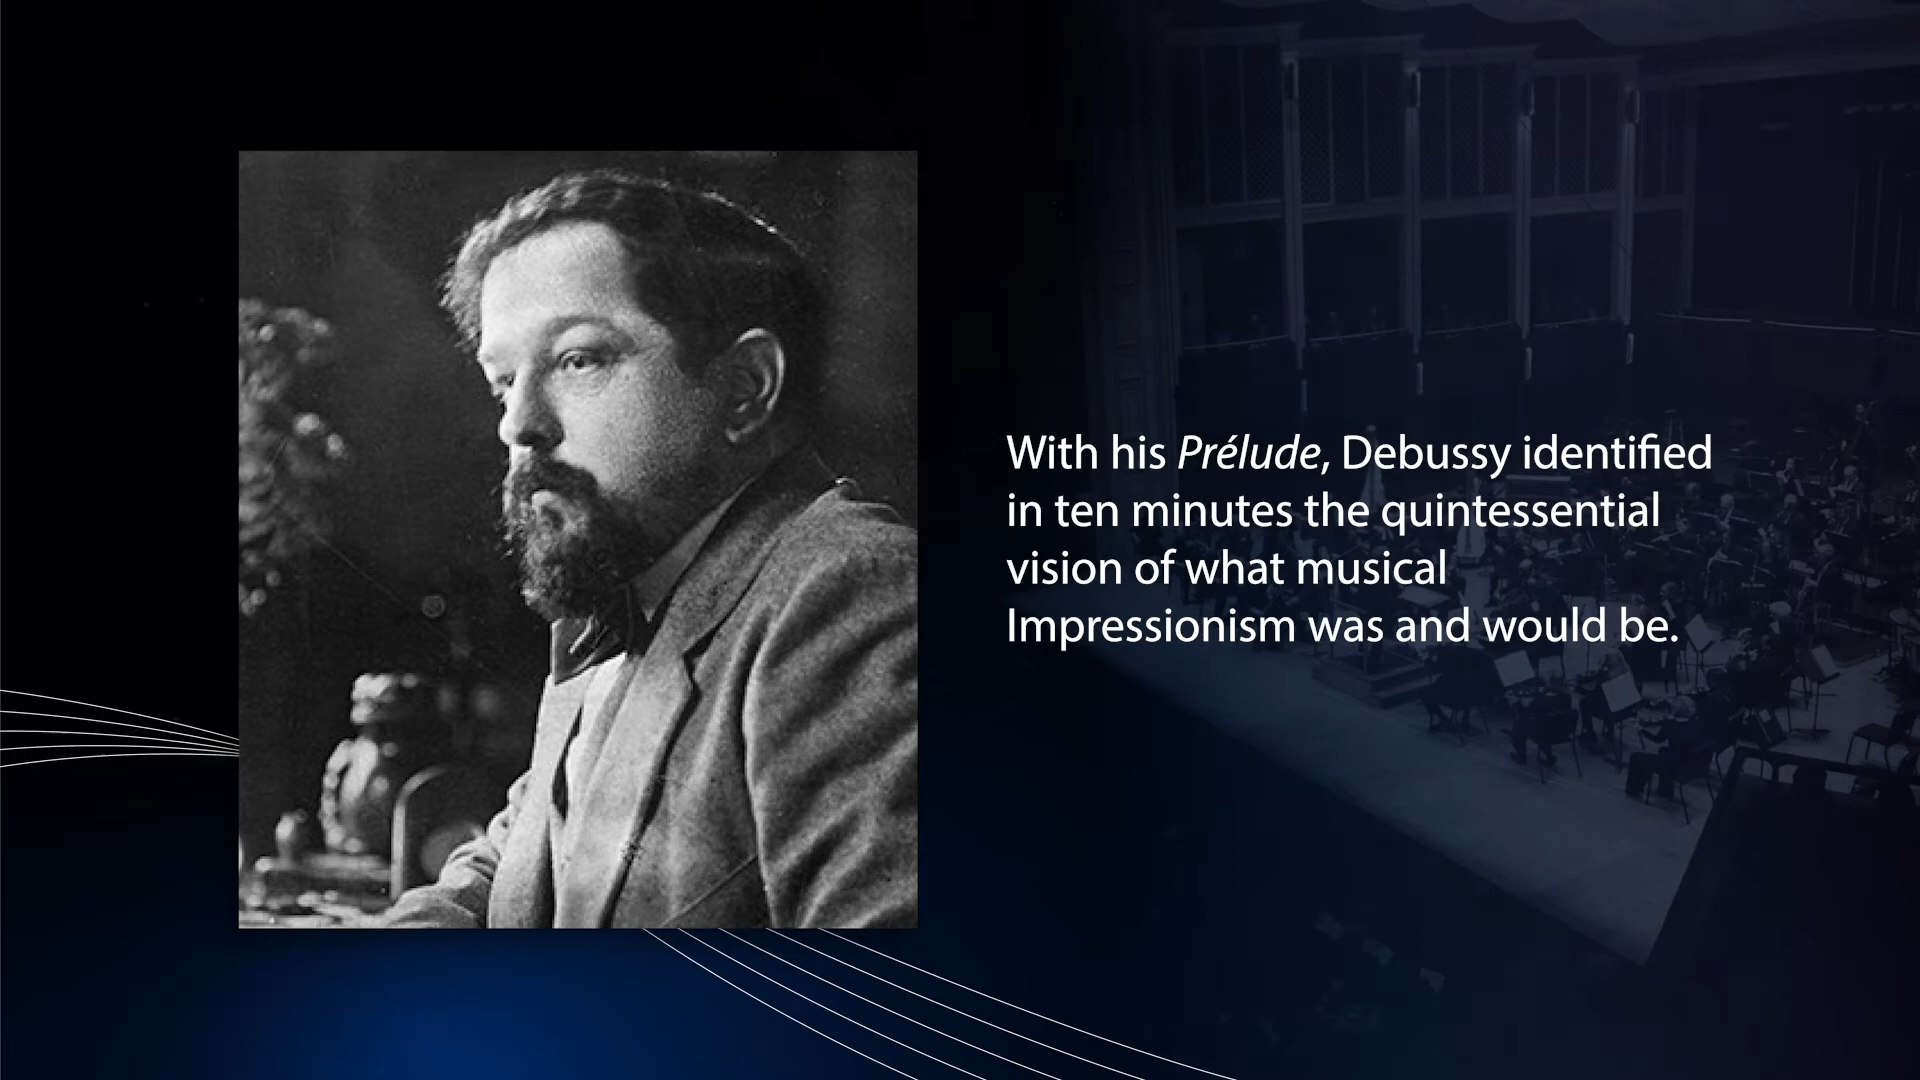 With his Prélude, Debussy identified
in ten minutes the quintessential
vision of what musical
Impressionism was and would be.